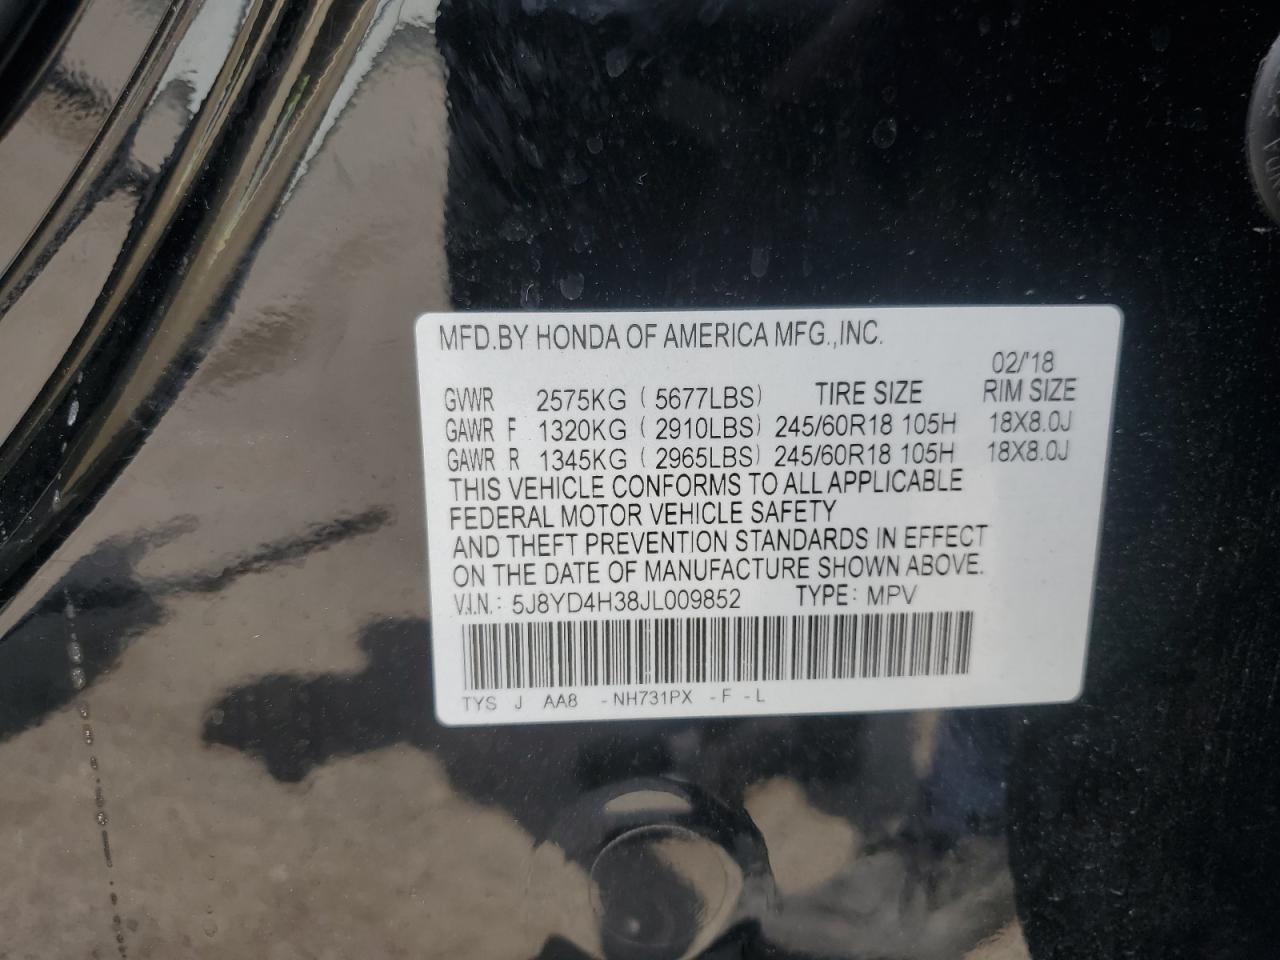 MFD.BY HONDA OF AMERICA MFG.,INC.
02/'18
GVWR 2575KG ( 5677LBS) TIRE SIZE RIM SIZE
GAWR F 1320KG ( 2910LBS) 245/60R18 105H 18X8.0J
GAWR R 1345KG ( 2965LBS) 245/60R18 105H 18X8.0J
THIS VEHICLE CONFORMS TO ALL APPLICABLE
FEDERAL MOTOR VEHICLE SAFETY
AND THEFT PREVENTION STANDARDS IN EFFECT
ON THE DATE OF MANUFACTURE SHOWN ABOVE.
V.I.N.: 5J8YD4H38JL009852 TYPE: MPV
TYS J AA8 -NH731PX -F -L